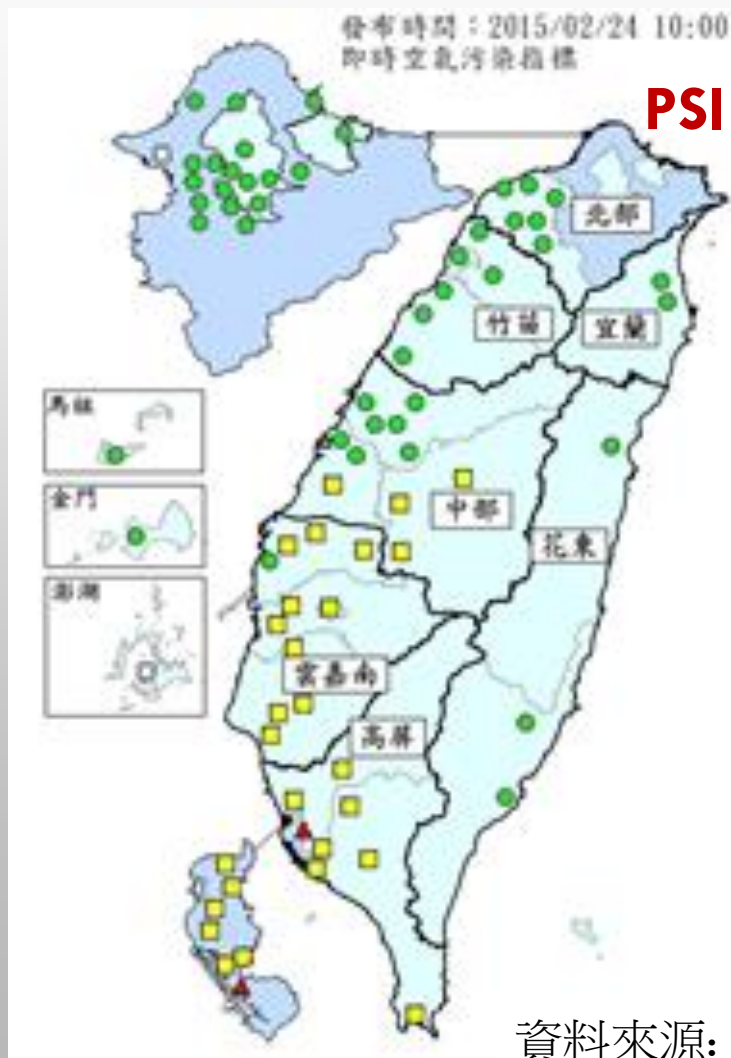 發布時間：2015/02/24 10:00
即時空氣污染指標
PSI
北部
竹苗
宜蘭
馬祖
中部
金門
花東
澎湖
雲嘉南
高屏
資料來源: